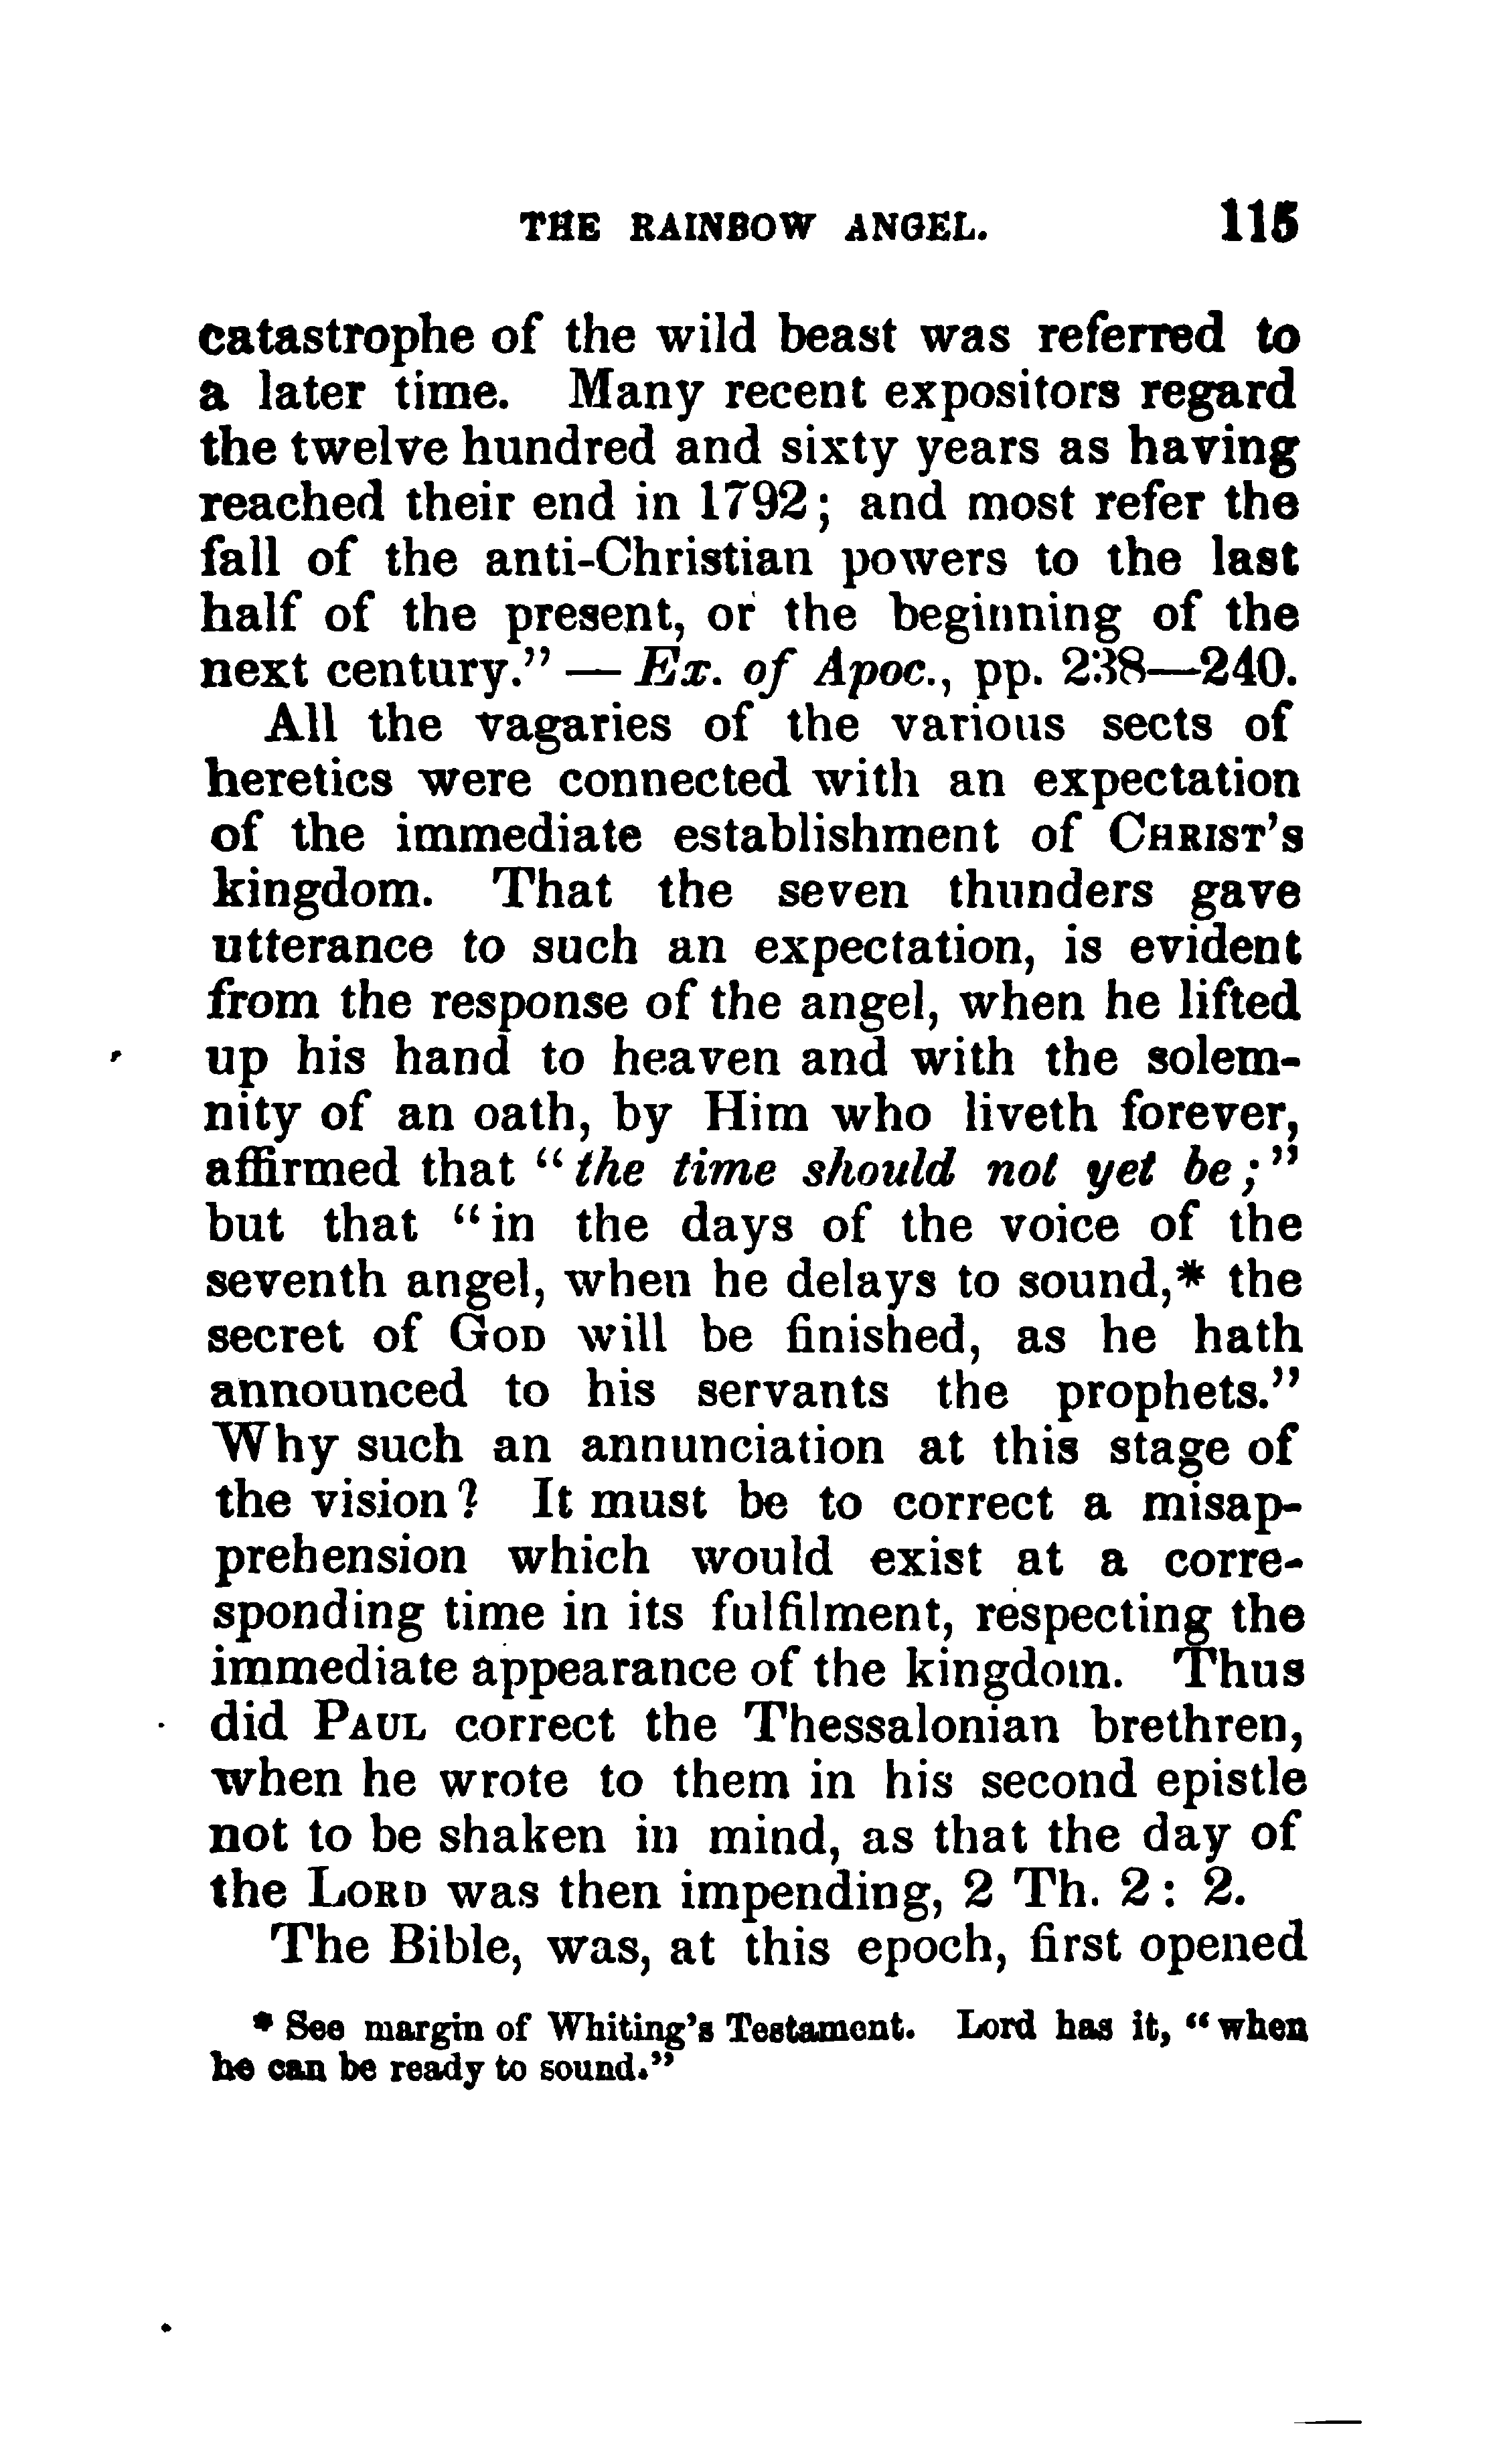 THE RAINBOW ANGEL. 115
catastrophe of the wild beast was referred to
a later time. Many recent expositors regard
the twelve hundred and sixty years as having
reached their end in 1792; and most refer the
fall of the anti-Christian powers to the last
half of the present, or the beginning of the
next century.” — Ex. of Apoc., pp. 238—240.
All the vagaries of the various sects of
heretics were connected with an expectation
of the immediate establishment of CHRIST’S
kingdom. That the seven thunders gave
utterance to such an expectation, is evident
from the response of the angel, when he lifted
up his hand to heaven and with the solem-
nity of an oath, by Him who liveth forever,
affirmed that “the time should not yet be;”
but that “in the days of the voice of the
seventh angel, when he delays to sound,* the
secret of GOD will be finished, as he hath
announced to his servants the prophets.”
Why such an annunciation at this stage of
the vision? It must be to correct a misap-
prehension which would exist at a corre-
sponding time in its fulfilment, respecting the
immediate appearance of the kingdom. Thus
did PAUL correct the Thessalonian brethren,
when he wrote to them in his second epistle
not to be shaken in mind, as that the day of
the LORD was then impending, 2 Th. 2: 2.
The Bible, was, at this epoch, first opened
* See margin of Whiting’s Testament. Lord has it, “when
he can be ready to sound.”